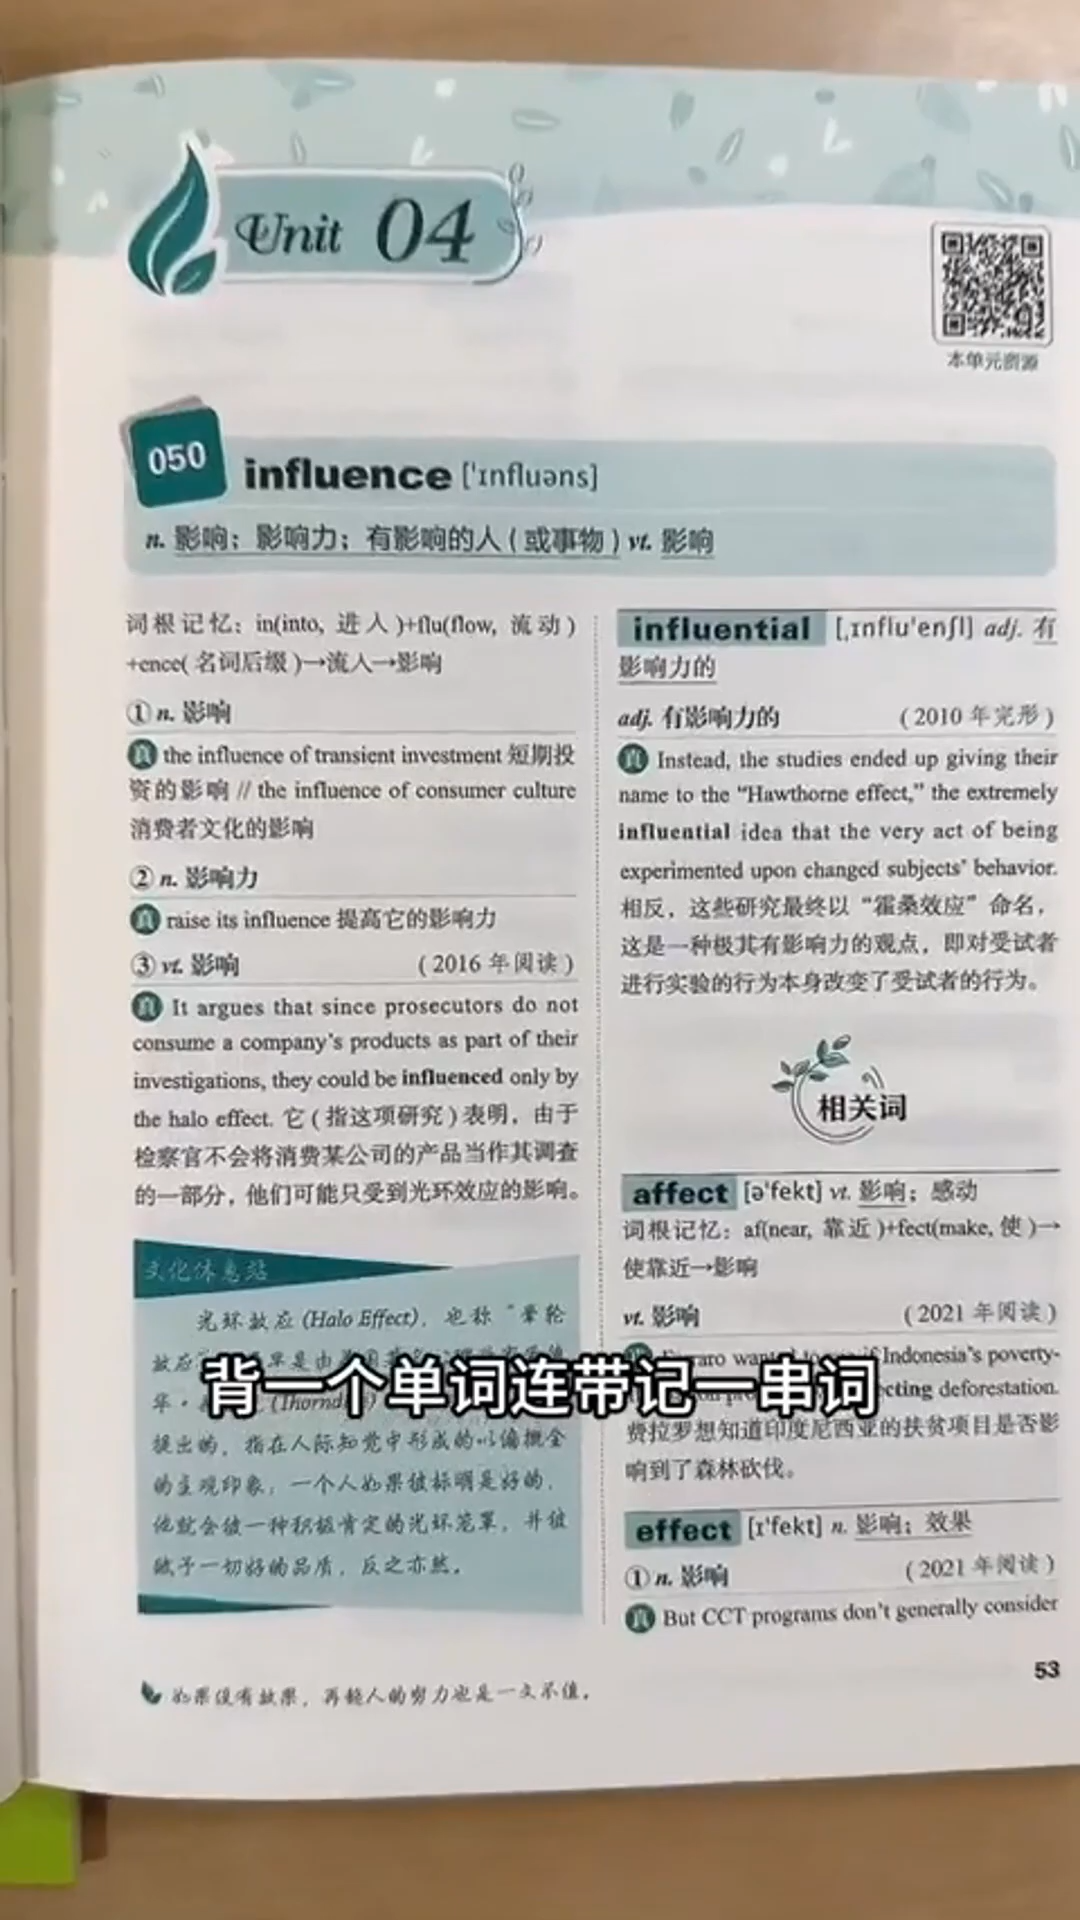 Unit 04
本单元资源
050
influence ['ɪnfluəns]
n. 影响；影响力；有影响的人（或事物）vt. 影响
词根记忆：in(into, 进入)+flu(flow, 流动)
+ence(名词后缀)→流入→影响
① n. 影响
真 the influence of transient investment 短期投
资的影响 // the influence of consumer culture
消费者文化的影响
② n. 影响力
真 raise its influence 提高它的影响力
③ vt. 影响 （2016 年阅读）
真 It argues that since prosecutors do not
consume a company's products as part of their
investigations, they could be influenced only by
the halo effect. 它（指这项研究）表明，由于
检察官不会将消费某公司的产品当作其调查
的一部分，他们可能只受到光环效应的影响。
文化休息站
光环效应 (Halo Effect)，也称“晕轮
效应
华·
(Thornd
提出的，指在人际知觉中形成的以偏概全
的主观印象，一个人如果被标明是好的，
他就会被一种积极肯定的光环笼罩，并被
赋予一切好的品质，反之亦然。
influential [ˌɪnflu'enʃl] adj. 有
影响力的
adj. 有影响力的 （2010 年完形）
真 Instead, the studies ended up giving their
name to the “Hawthorne effect,” the extremely
influential idea that the very act of being
experimented upon changed subjects' behavior.
相反，这些研究最终以“霍桑效应”命名，
这是一种极其有影响力的观点，即对受试者
进行实验的行为本身改变了受试者的行为。
相关词
affect [ə'fekt] vt. 影响；感动
词根记忆：af(near, 靠近)+fect(make, 使)→
使靠近→影响
vt. 影响 （2021 年阅读）
Indonesia's poverty-
cting deforestation.
费拉罗想知道印度尼西亚的扶贫项目是否影
响到了森林砍伐。
effect [ɪ'fekt] n. 影响；效果
① n. 影响 （2021 年阅读）
真 But CCT programs don't generally consider
背一个单词连带记一串词
如果没有效果，再挠人的努力也是一文不值。
53